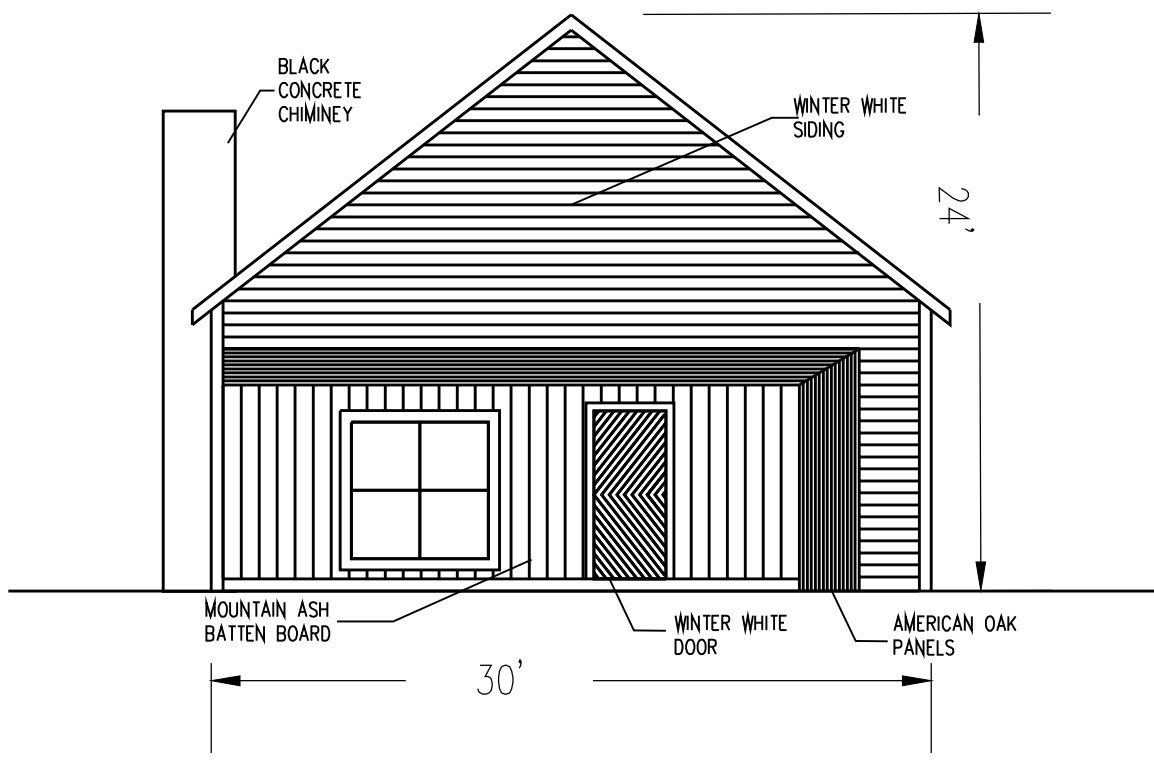 BLACK
CONCRETE
CHIMINEY
WINTER WHITE
SIDING
24'
MOUNTAIN ASH
BATTEN BOARD
WINTER WHITE
DOOR
AMERICAN OAK
PANELS
30'